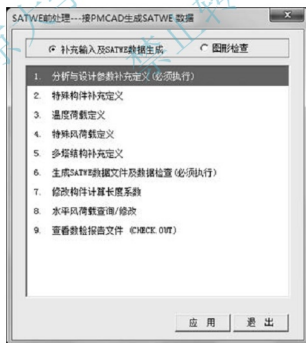 SATWE的处理---接PMCAD生成SATWE 数据
补充输入及SATWE数据生成 图形检查
1. 分析与设计参数补充定义(必须执行)
2. 特殊构件补充定义
3. 温度荷载定义
4. 特殊风荷载定义
5. 多塔结构补充定义
6. 生成SATWE数据文件及数据检查(必须执行)
7. 修改构件计算长度系数
8. 水平风荷载查询/修改
9. 查看数检报告文件 (CHECK.OUT)
应 用 退 出